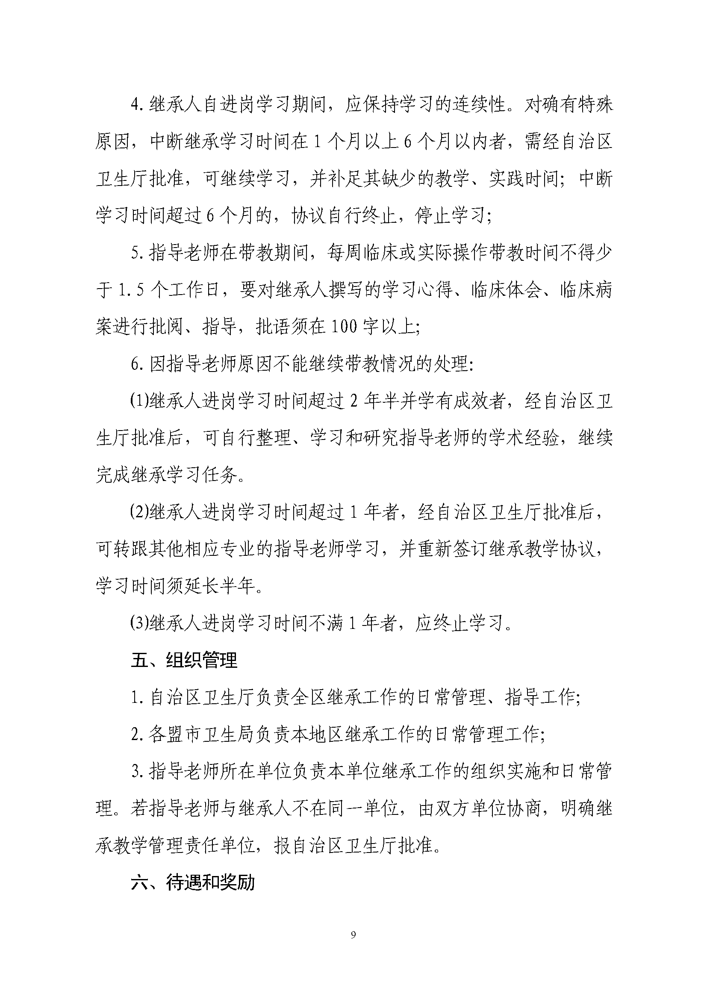 4. 继承人自进岗学习期间，应保持学习的连续性。对确有特殊
原因，中断继承学习时间在 1 个月以上 6 个月以内者，需经自治区
卫生厅批准，可继续学习，并补足其缺少的教学、实践时间；中断
学习时间超过 6 个月的，协议自行终止，停止学习；
5. 指导老师在带教期间，每周临床或实际操作带教时间不得少
于 1.5 个工作日，要对继承人撰写的学习心得、临床体会、临床病
案进行批阅、指导，批语须在 100 字以上；
6. 因指导老师原因不能继续带教情况的处理：
(1)继承人进岗学习时间超过 2 年半并学有成效者，经自治区卫
生厅批准后，可自行整理、学习和研究指导老师的学术经验，继续
完成继承学习任务。
(2)继承人进岗学习时间超过 1 年者，经自治区卫生厅批准后，
可转跟其他相应专业的指导老师学习，并重新签订继承教学协议，
学习时间须延长半年。
(3)继承人进岗学习时间不满 1 年者，应终止学习。
五、组织管理
1. 自治区卫生厅负责全区继承工作的日常管理、指导工作；
2. 各盟市卫生局负责本地区继承工作的日常管理工作；
3. 指导老师所在单位负责本单位继承工作的组织实施和日常管
理。若指导老师与继承人不在同一单位，由双方单位协商，明确继
承教学管理责任单位，报自治区卫生厅批准。
六、待遇和奖励
9